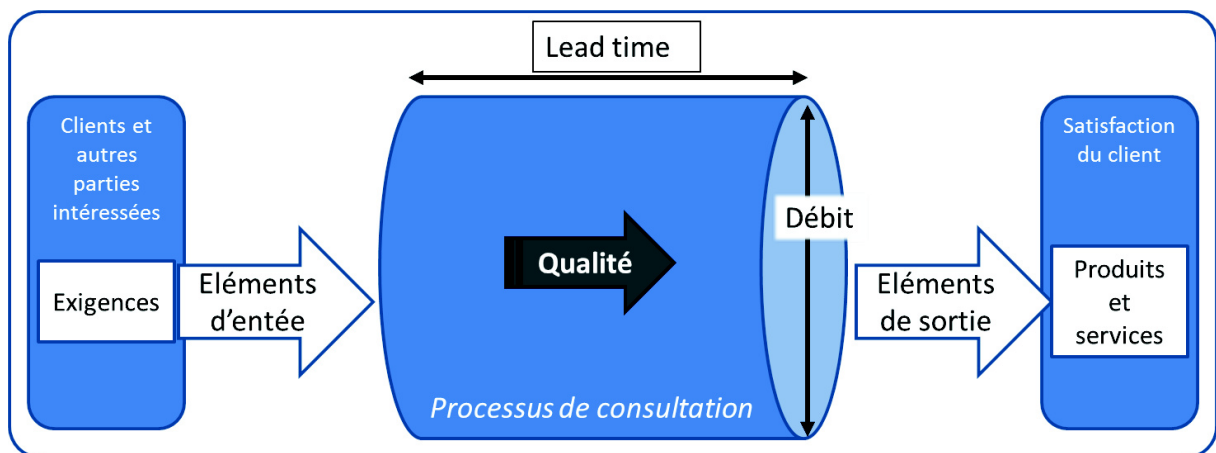 Lead time
Clients et
autres
parties
intéressées
Exigences
Eléments
d'entée
Qualité
Débit
Processus de consultation
Eléments
de sortie
Satisfaction
du client
Produits
et
services